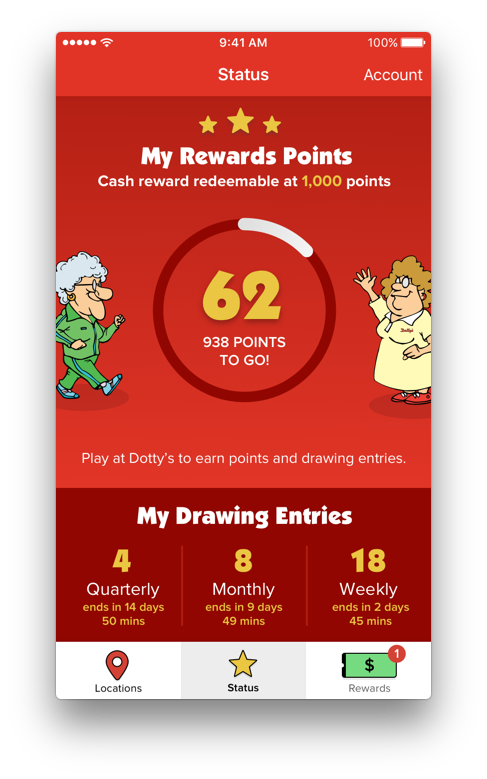 9:41 AM
100%
Status
Account
My Rewards Points
Cash reward redeemable at 1,000 points
62
938 POINTS
TO GO!
Dotty's
Play at Dotty's to earn points and drawing entries.
My Drawing Entries
4
Quarterly
ends in 14 days
50 mins
8
Monthly
ends in 9 days
49 mins
18
Weekly
ends in 2 days
45 mins
Locations
Status
$
1
Rewards